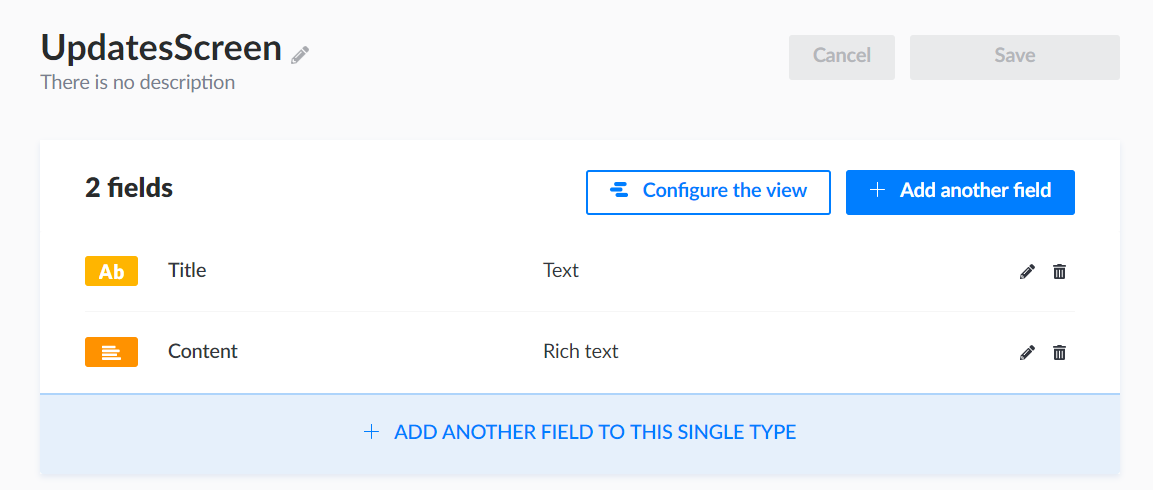 UpdatesScreen
Cancel
Save
There is no description
2 fields
Configure the view
+ Add another field
Ab Title Text
Content Rich text
+ ADD ANOTHER FIELD TO THIS SINGLE TYPE